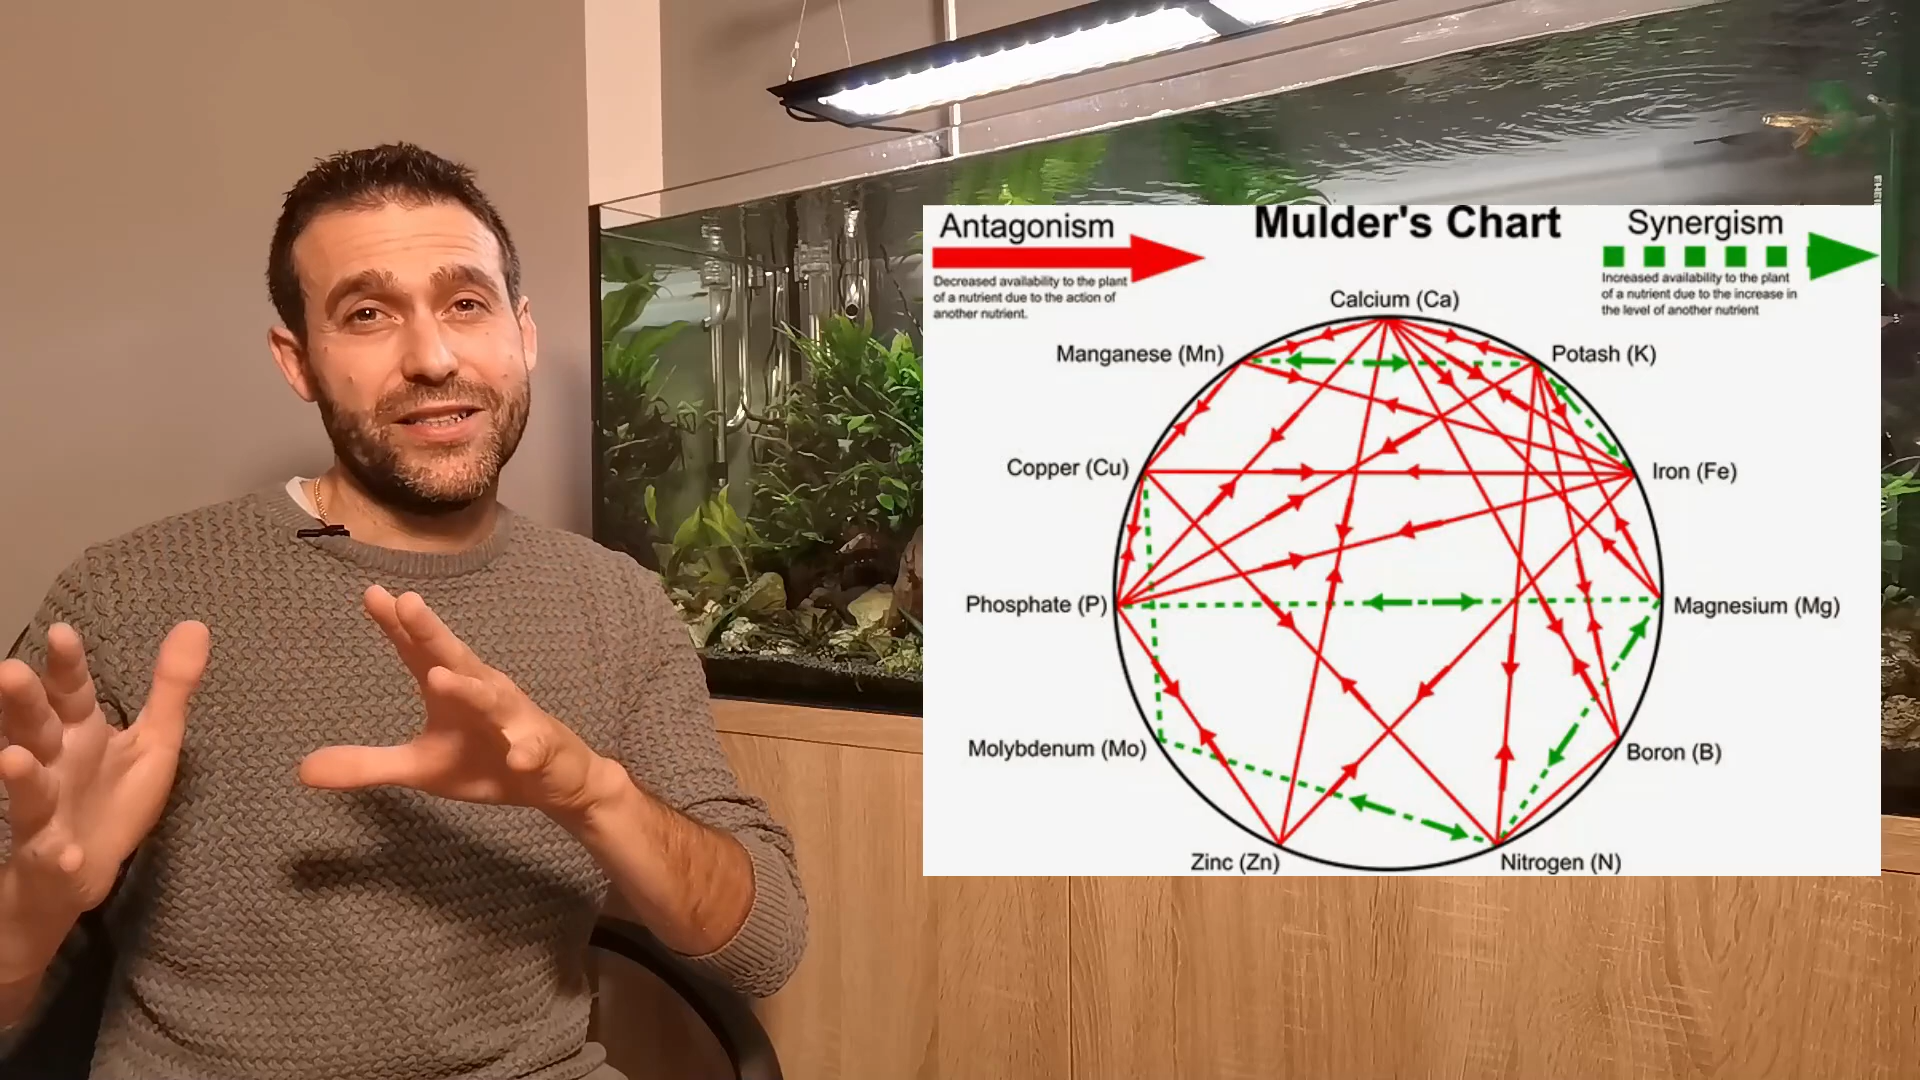 Antagonism
Decreased availability to the plant
of a nutrient due to the action of
another nutrient.
Mulder's Chart
Synergism
Increased availability to the plant
of a nutrient due to the increase in
the level of another nutrient
Calcium (Ca)
Manganese (Mn)
Potash (K)
Copper (Cu)
Iron (Fe)
Phosphate (P)
Magnesium (Mg)
Molybdenum (Mo)
Boron (B)
Zinc (Zn)
Nitrogen (N)